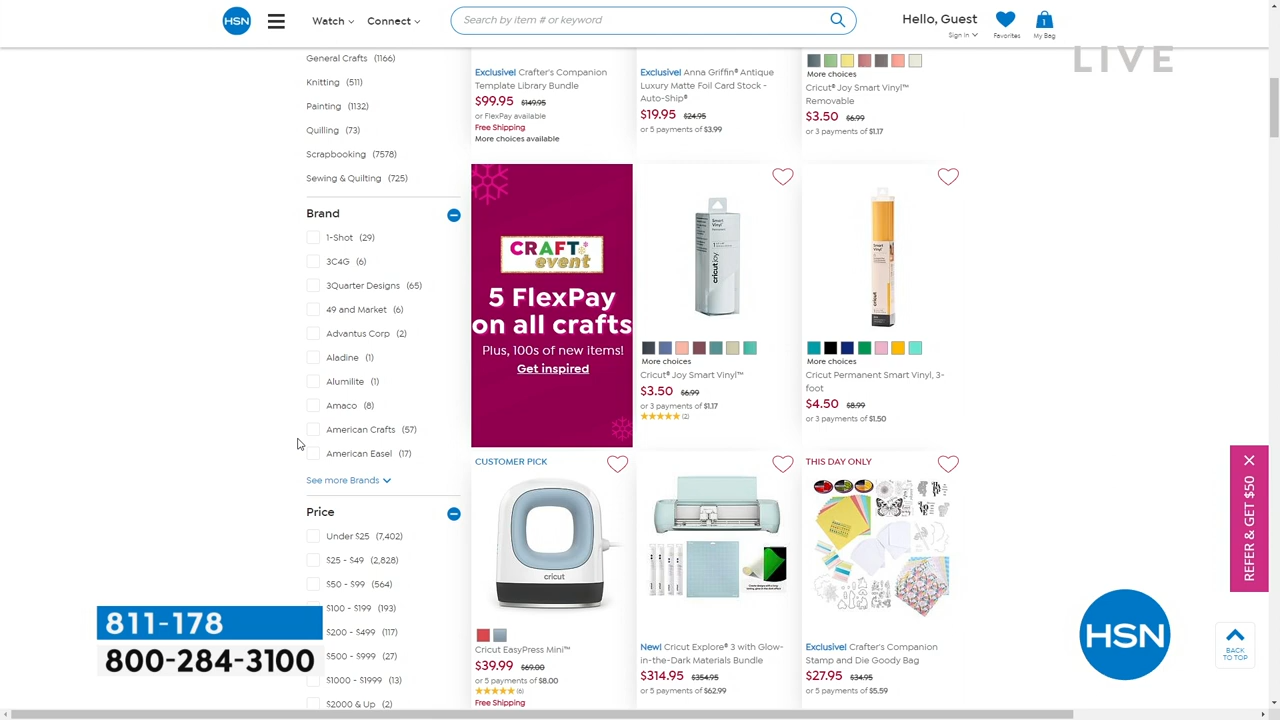 HSN
Watch
Connect
Search by item # or keyword
Hello, Guest
Sign In
Favorites
1
My Bag
LIVE
General Crafts (1166)
Knitting (511)
Painting (1132)
Quilling (73)
Scrapbooking (7578)
Sewing & Quilting (725)
Brand
1-Shot (29)
3C4G (6)
3Quarter Designs (65)
49 and Market (6)
Advantus Corp (2)
Aladine (1)
Alumilite (1)
Amaco (8)
American Crafts (57)
American Easel (17)
See more Brands
Price
Under $25 (7,402)
$25 - $49 (2,828)
$50 - $99 (564)
$100 - $199 (193)
$200 - $499 (117)
$500 - $999 (27)
$1000 - $1999 (13)
$2000 & Up (2)
Exclusive! Crafter's Companion
Template Library Bundle
$99.95 $149.95
or FlexPay available
Free Shipping
More choices available
Exclusive! Anna Griffin® Antique
Luxury Matte Foil Card Stock -
Auto-Ship®
$19.95 $24.95
or 5 payments of $3.99
More choices
Cricut® Joy Smart Vinyl™
Removable
$3.50 $6.99
or 3 payments of $1.17
CRAFT
event
5 FlexPay
on all crafts
Plus, 100s of new items!
Get inspired
Smart
Vinyl
cricut joy
More choices
Cricut® Joy Smart Vinyl™
$3.50 $6.99
or 3 payments of $1.17
(2)
Smart
Vinyl
cricut
More choices
Cricut Permanent Smart Vinyl, 3-
foot
$4.50 $8.99
or 3 payments of $1.50
CUSTOMER PICK
cricut
Cricut EasyPress Mini™
$39.99 $69.00
or 5 payments of $8.00
(6)
Free Shipping
New! Cricut Explore® 3 with Glow-
in-the-Dark Materials Bundle
$314.95 $354.95
or 5 payments of $62.99
THIS DAY ONLY
Exclusive! Crafter's Companion
Stamp and Die Goody Bag
$27.95 $34.95
or 5 payments of $5.59
REFER & GET $50
811-178
800-284-3100
HSN
BACK
TO TOP